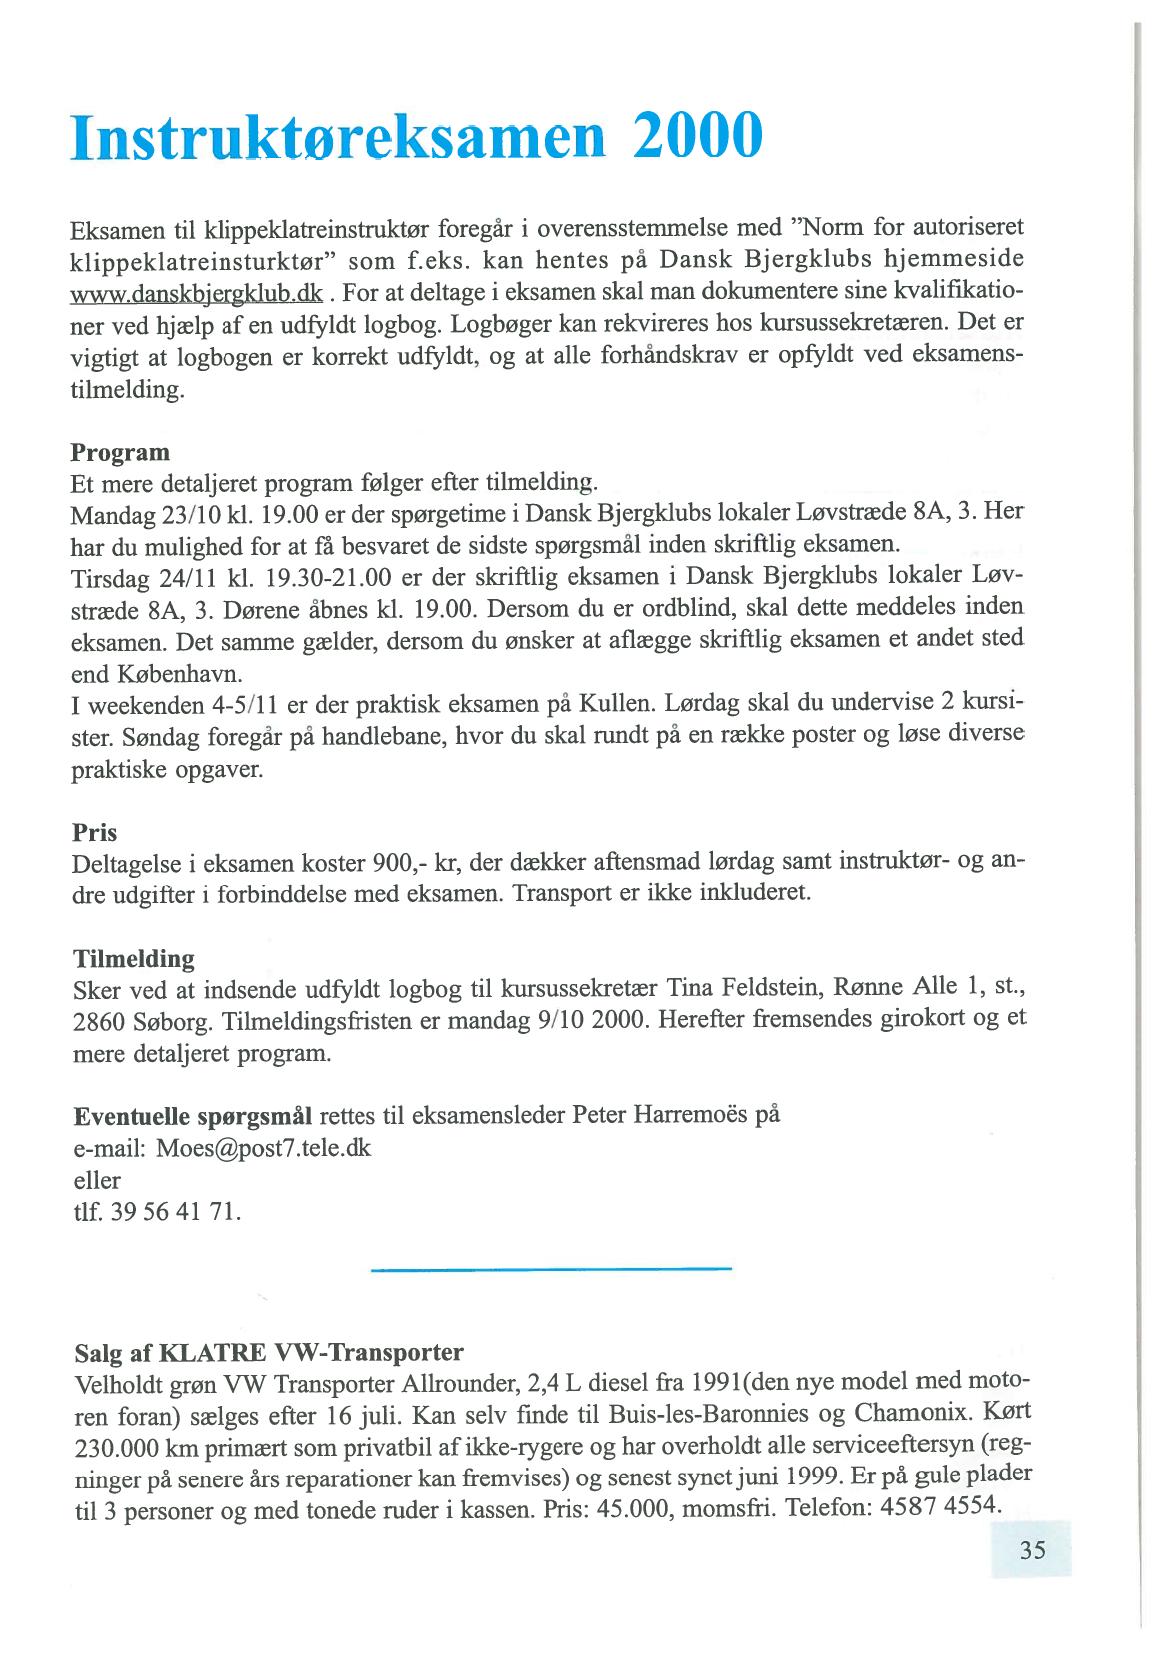 Instruktøreksamen 2000
Eksamen til klippeklatreinstruktør foregår i overensstemmelse med ”Norm for autoriseret
klippeklatreinsturktør” som f.eks. kan hentes på Dansk Bjergklubs hjemmeside
www.danskbjergklub.dk . For at deltage i eksamen skal man dokumentere sine kvalifikatio-
ner ved hjælp af en udfyldt logbog. Logbøger kan rekvireres hos kursussekretæren. Det er
vigtigt at logbogen er korrekt udfyldt, og at alle forhåndskrav er opfyldt ved eksamens-
tilmelding.
Program
Et mere detaljeret program følger efter tilmelding.
Mandag 23/10 kl. 19.00 er der spørgetime i Dansk Bjergklubs lokaler Løvstræde 8A, 3. Her
har du mulighed for at få besvaret de sidste spørgsmål inden skriftlig eksamen.
Tirsdag 24/11 kl. 19.30-21.00 er der skriftlig eksamen i Dansk Bjergklubs lokaler Løv-
stræde 8A, 3. Dørene åbnes kl. 19.00. Dersom du er ordblind, skal dette meddeles inden
eksamen. Det samme gælder, dersom du ønsker at aflægge skriftlig eksamen et andet sted
end København.
I weekenden 4-5/11 er der praktisk eksamen på Kullen. Lørdag skal du undervise 2 kursi-
ster. Søndag foregår på handlebane, hvor du skal rundt på en række poster og løse diverse
praktiske opgaver.
Pris
Deltagelse i eksamen koster 900,- kr, der dækker aftensmad lørdag samt instruktør- og an-
dre udgifter i forbinddelse med eksamen. Transport er ikke inkluderet.
Tilmelding
Sker ved at indsende udfyldt logbog til kursussekretær Tina Feldstein, Rønne Alle 1, st.,
2860 Søborg. Tilmeldingsfristen er mandag 9/10 2000. Herefter fremsendes girokort og et
mere detaljeret program.
Eventuelle spørgsmål rettes til eksamensleder Peter Harremoës på
e-mail: Moes@post7.tele.dk
eller
tlf. 39 56 41 71.
Salg af KLATRE VW-Transporter
Velholdt grøn VW Transporter Allrounder, 2,4 L diesel fra 1991(den nye model med moto-
ren foran) sælges efter 16 juli. Kan selv finde til Buis-les-Baronnies og Chamonix. Kørt
230.000 km primært som privatbil af ikke-rygere og har overholdt alle serviceeftersyn (reg-
ninger på senere års reparationer kan fremvises) og senest synet juni 1999. Er på gule plader
til 3 personer og med tonede ruder i kassen. Pris: 45.000, momsfri. Telefon: 4587 4554.
35